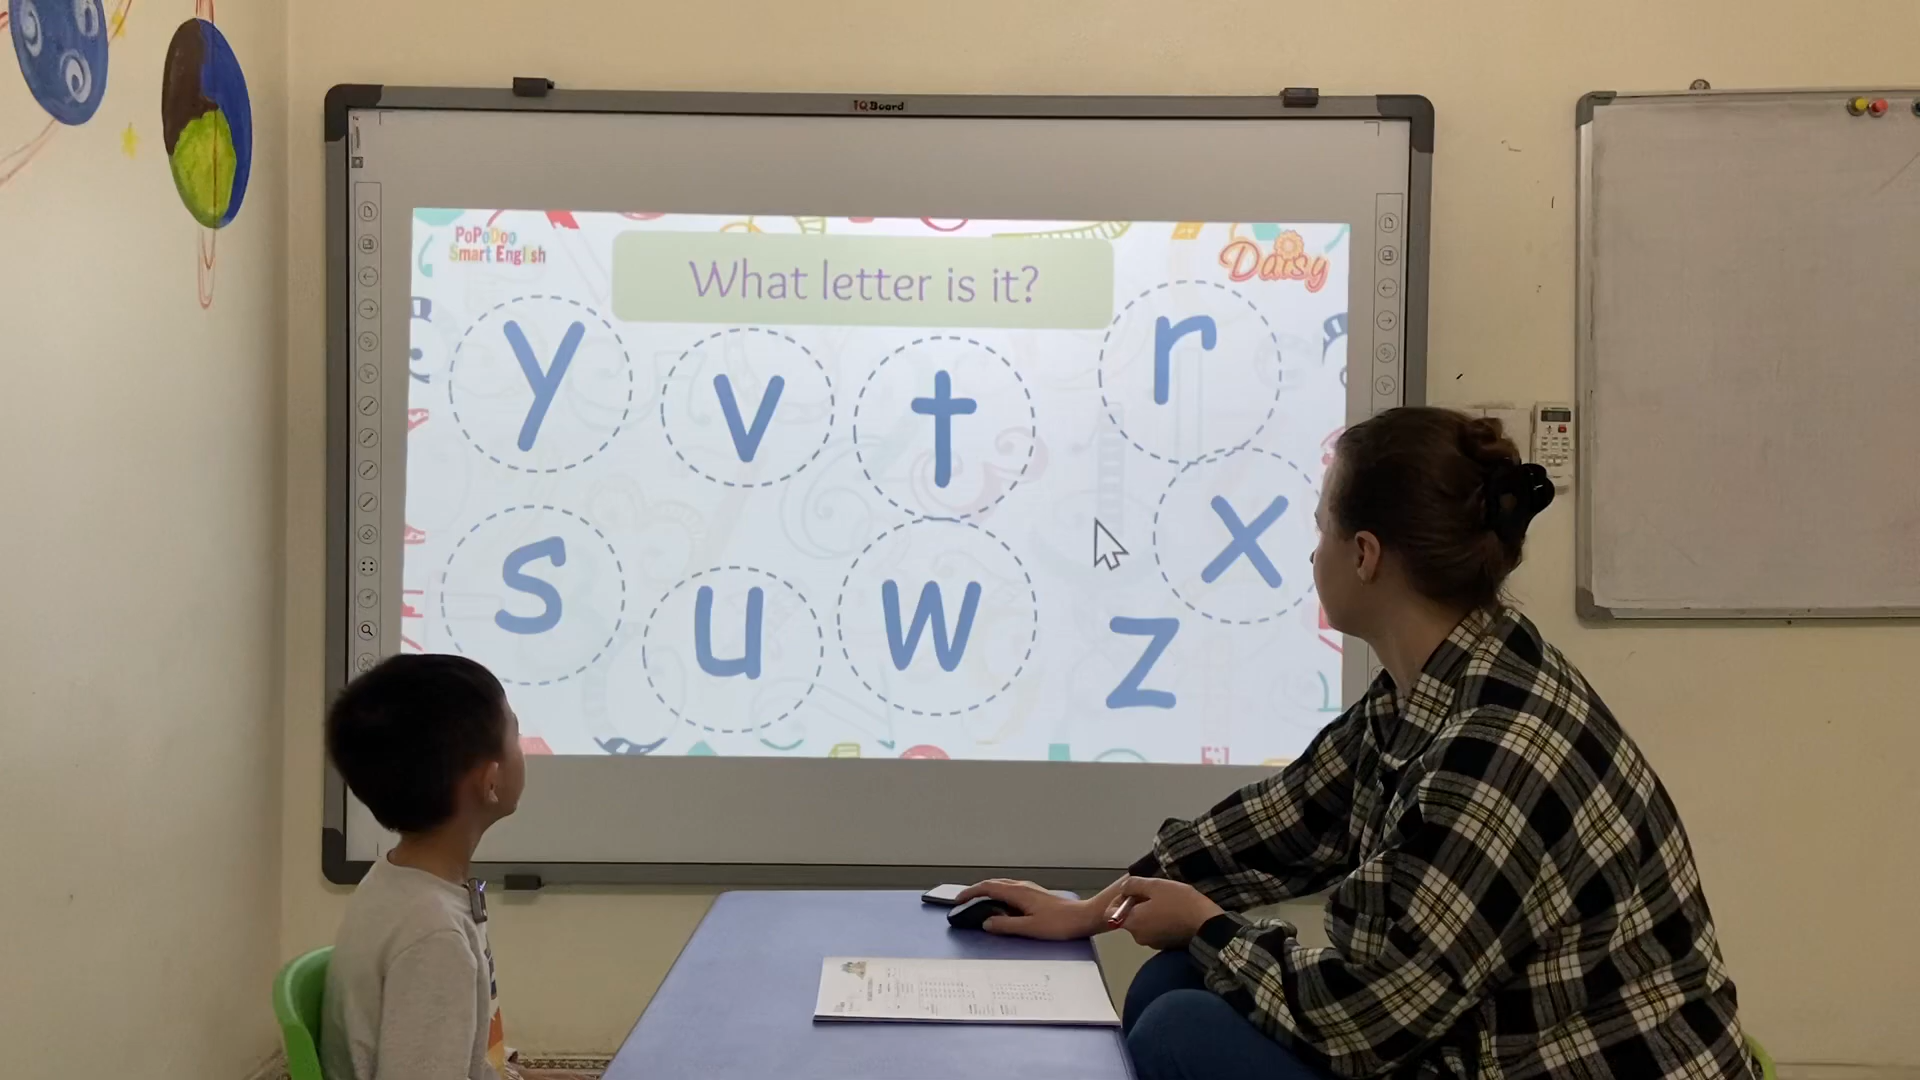 IQBoard
PoPoDoo
Smart English
What letter is it?
Daisy
y v t r
s u w x
z